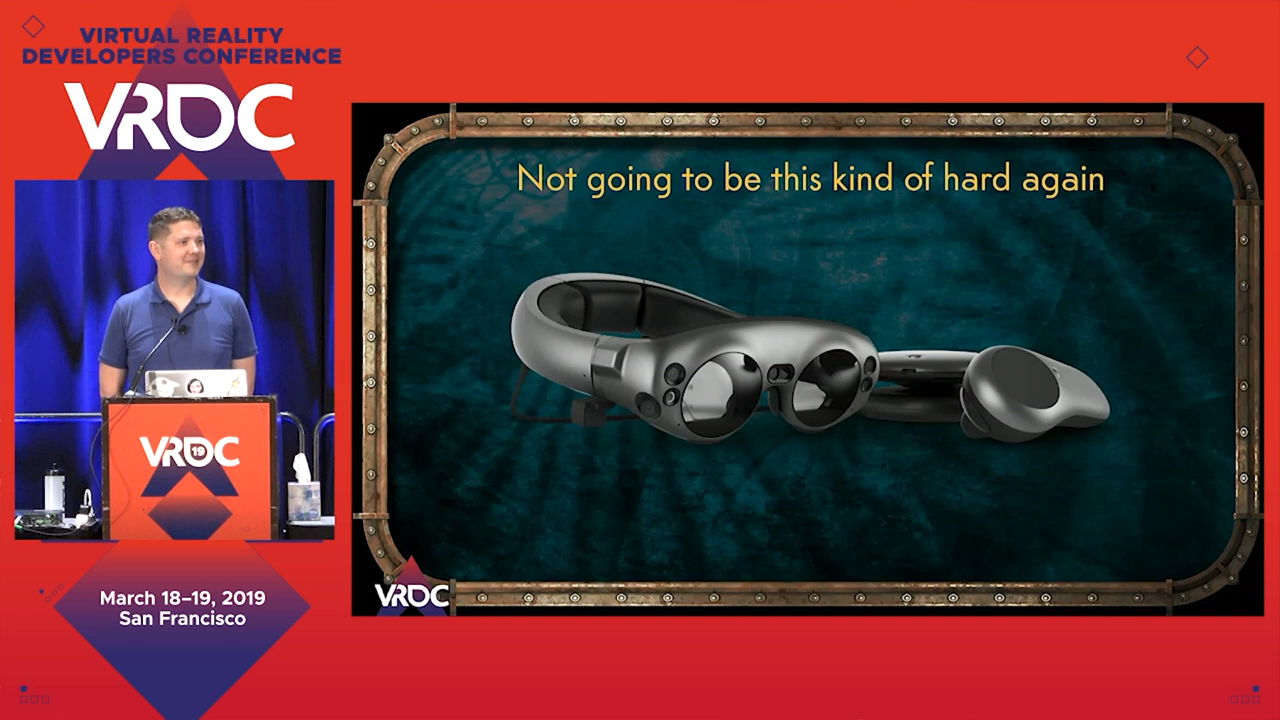 VIRTUAL REALITY
DEVELOPERS CONFERENCE
VRDC
Not going to be this kind of hard again
VRDC
19
VRDC
March 18–19, 2019
San Francisco